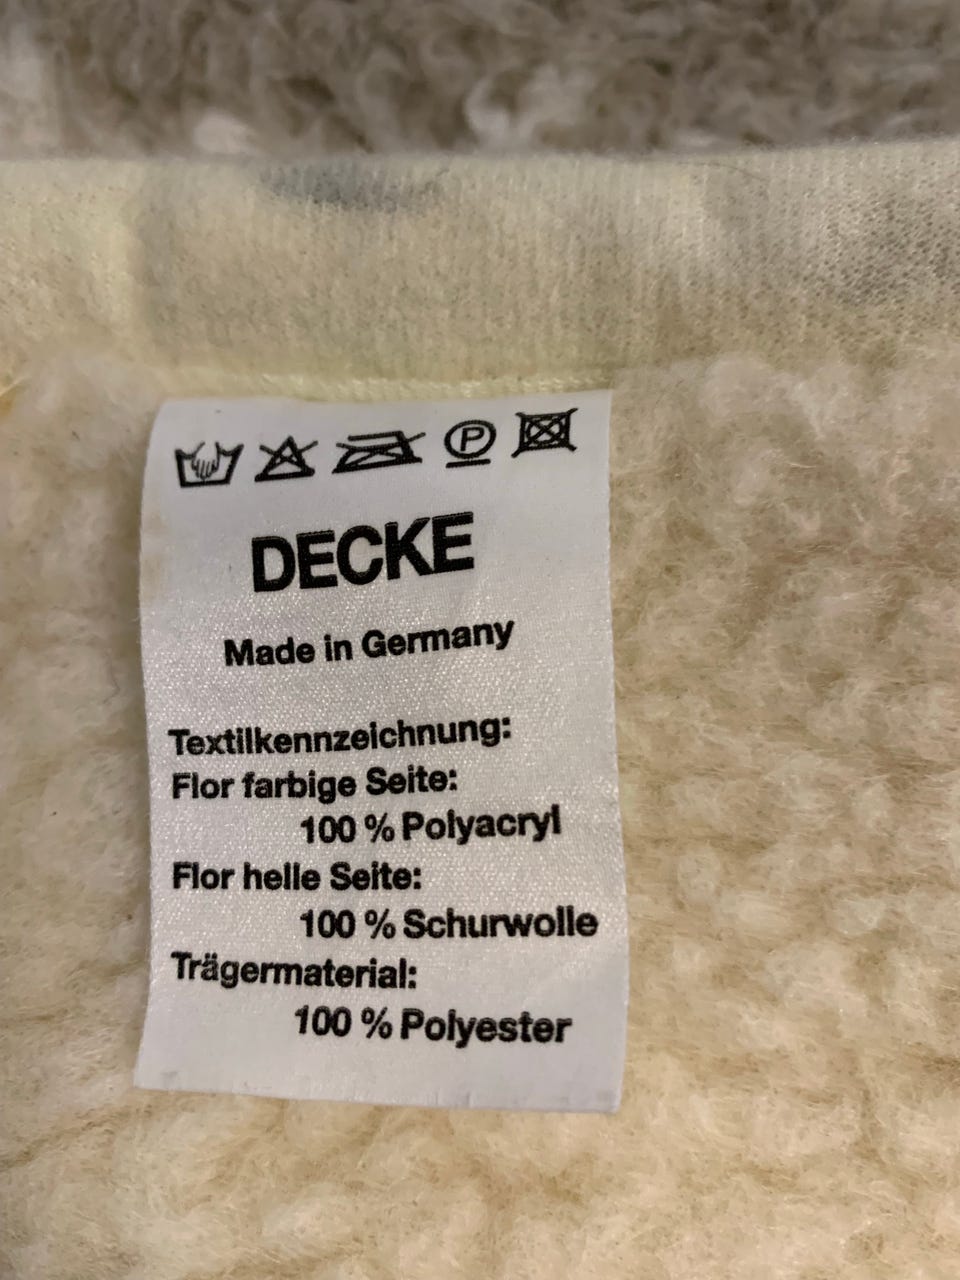 P
DECKE
Made in Germany
Textilkennzeichnung:
Flor farbige Seite:
100 % Polyacryl
Flor helle Seite:
100 % Schurwolle
Trägermaterial:
100 % Polyester